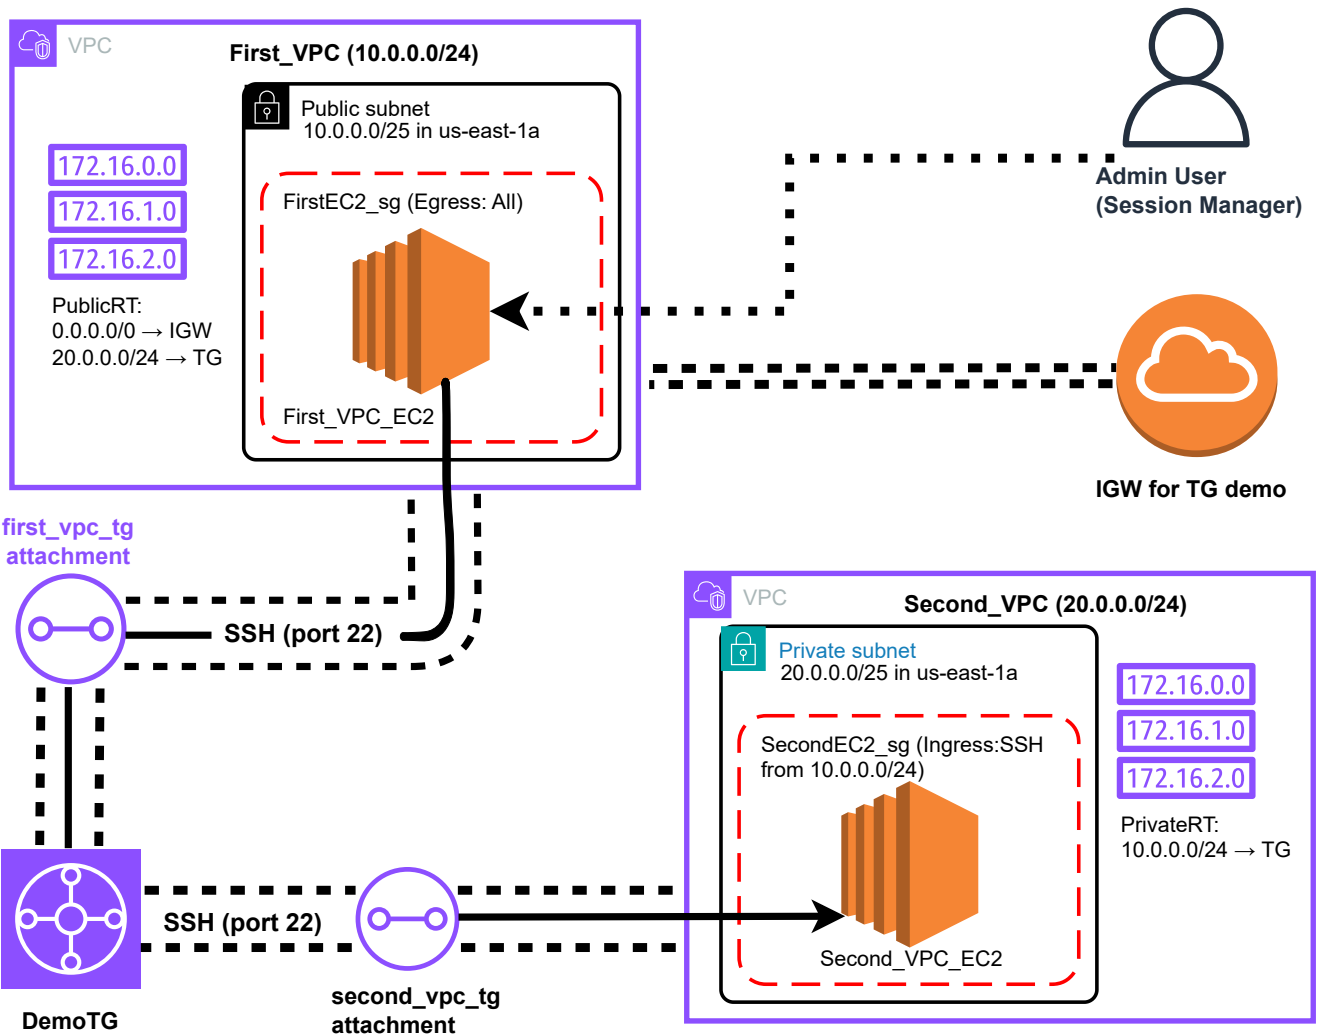 VPC
First_VPC (10.0.0.0/24)
Public subnet
10.0.0.0/25 in us-east-1a
172.16.0.0
172.16.1.0
172.16.2.0
PublicRT:
0.0.0.0/0 → IGW
20.0.0.0/24 → TG
FirstEC2_sg (Egress: All)
First_VPC_EC2
Admin User
(Session Manager)
IGW for TG demo
first_vpc_tg
attachment
SSH (port 22)
DemoTG
SSH (port 22)
second_vpc_tg
attachment
VPC
Second_VPC (20.0.0.0/24)
Private subnet
20.0.0.0/25 in us-east-1a
SecondEC2_sg (Ingress:SSH
from 10.0.0.0/24)
Second_VPC_EC2
172.16.0.0
172.16.1.0
172.16.2.0
PrivateRT:
10.0.0.0/24 → TG